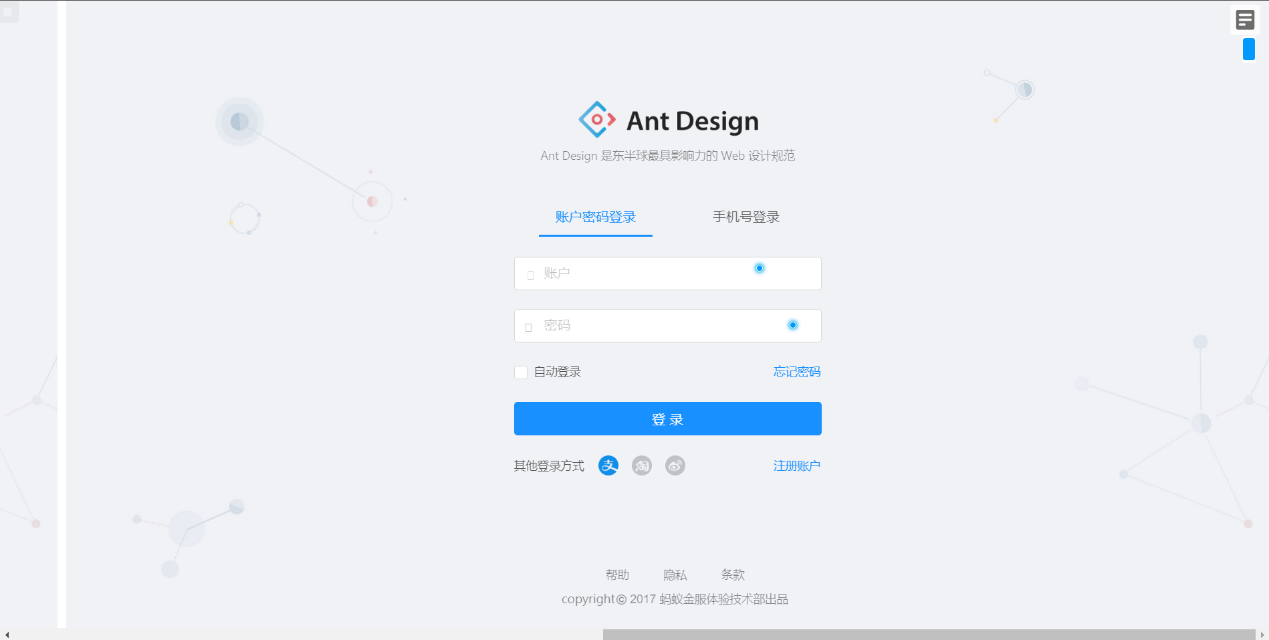 Ant Design
Ant Design 是东半球最具影响力的 Web 设计规范
账户密码登录 手机号登录
账户
密码
自动登录 忘记密码
登 录
其他登录方式 支 淘 注册账户
帮助 隐私 条款
copyright© 2017 蚂蚁金服体验技术部出品